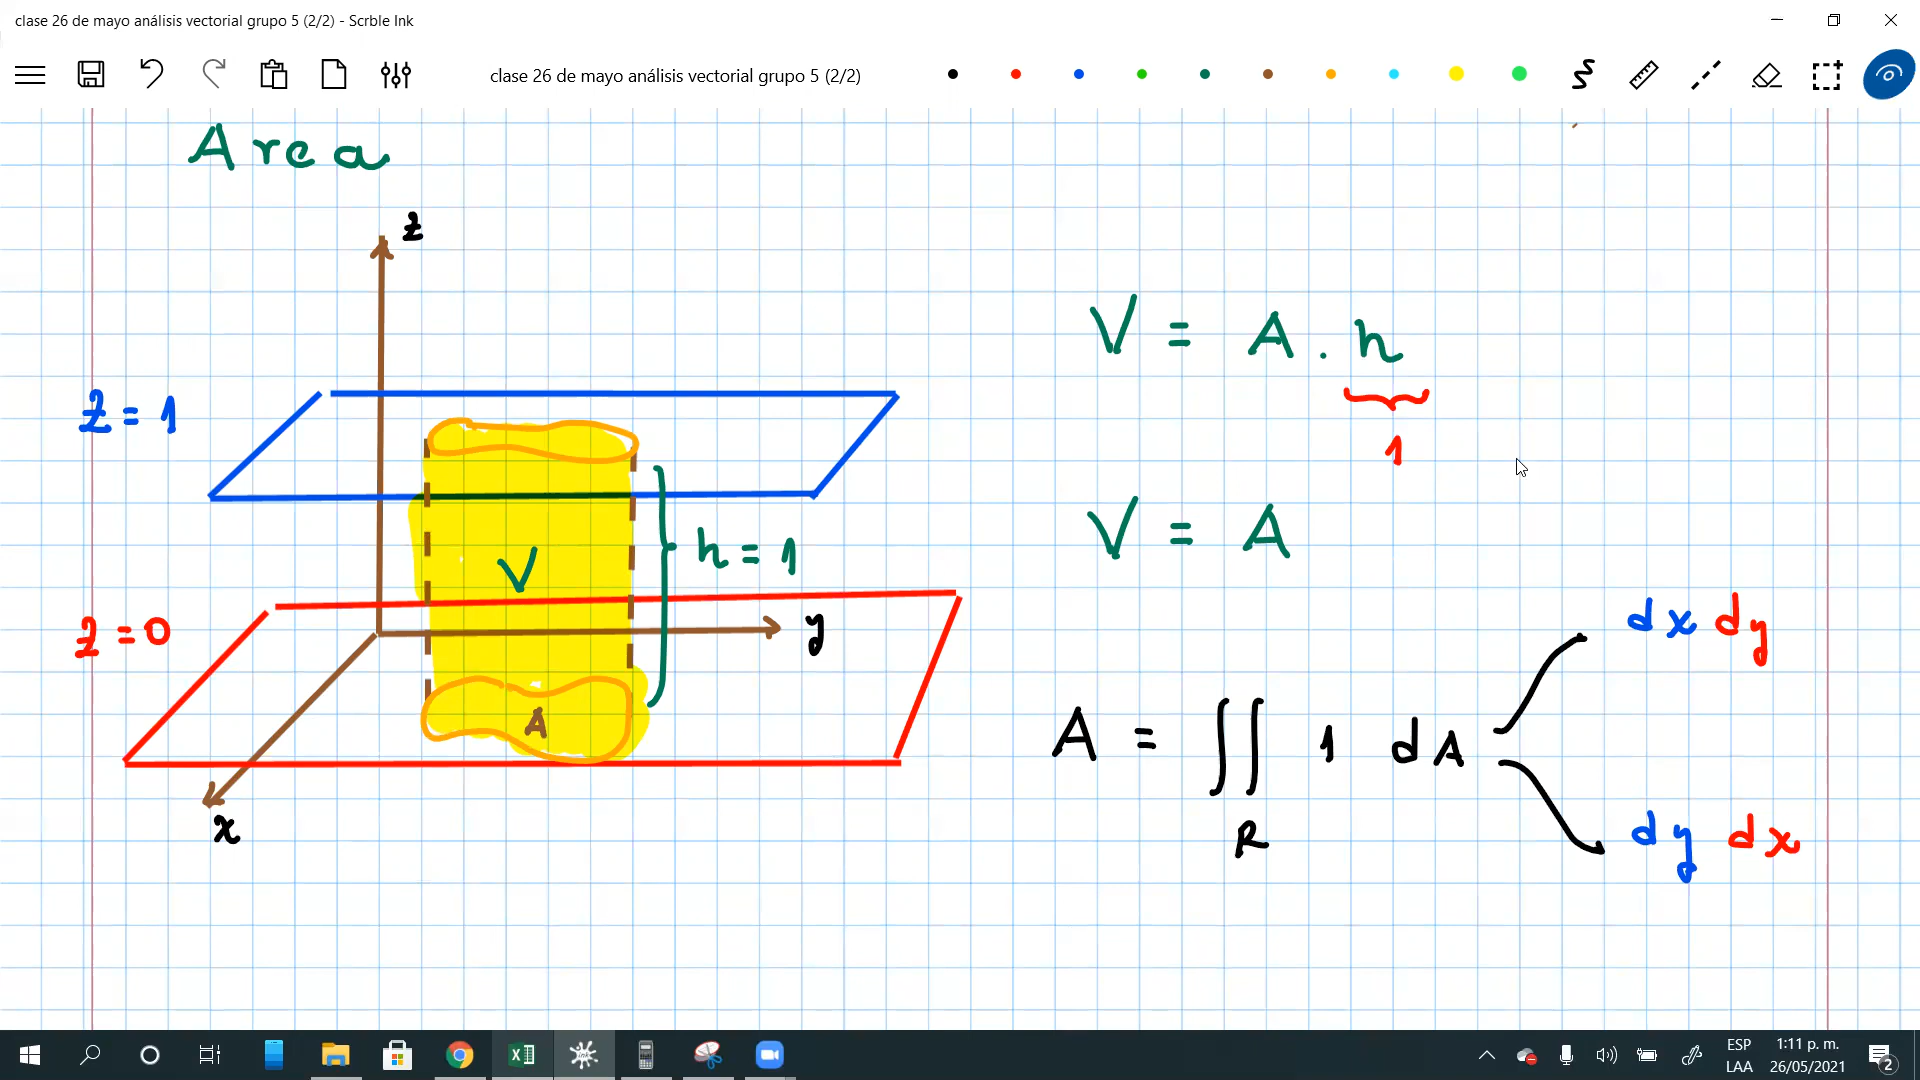 clase 26 de mayo análisis vectorial grupo 5 (2/2) - Scrble Ink
clase 26 de mayo análisis vectorial grupo 5 (2/2)
Area
z
z = 1
V = A . h
1
V
h = 1
V = A
z = 0
y
dx dy
A
A = ∬ 1 dA
R
x
dy dx
ESP
LAA
1:11 p. m.
26/05/2021
2